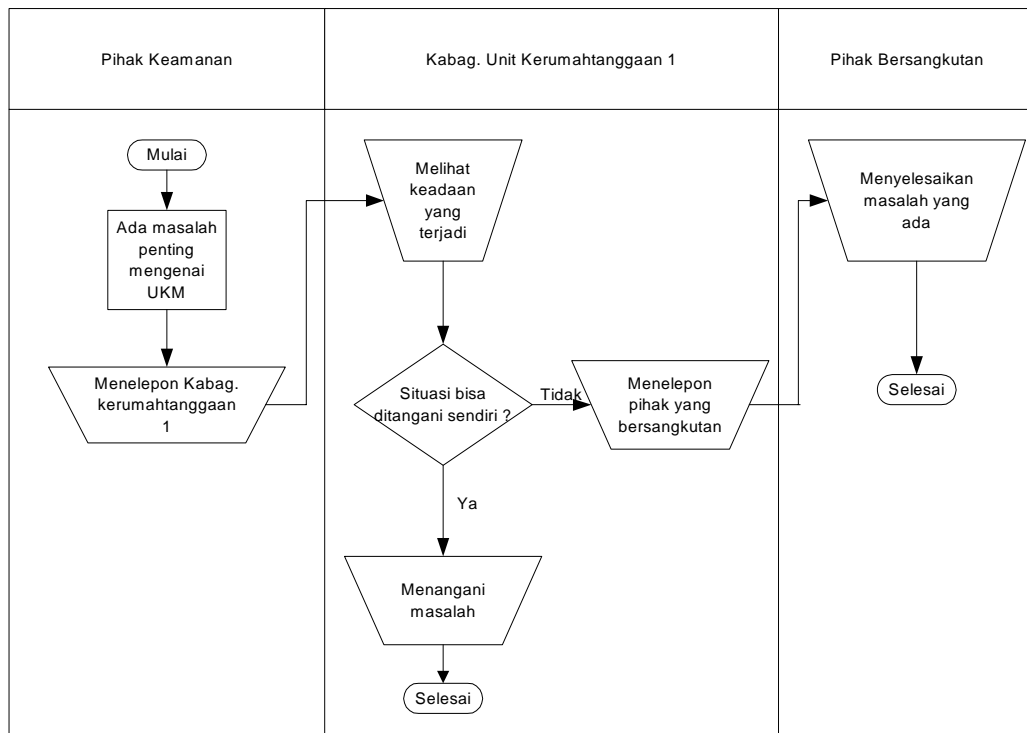 Pihak Keamanan
Kabag. Unit Kerumahtanggaan 1
Pihak Bersangkutan
Mulai
Ada masalah
penting
mengenai
UKM
Menelepon Kabag.
kerumahtanggaan
1
Melihat
keadaan
yang
terjadi
Situasi bisa
ditangani sendiri ?
Tidak
Menelepon
pihak yang
bersangkutan
Ya
Menangani
masalah
Selesai
Menyelesaikan
masalah yang
ada
Selesai